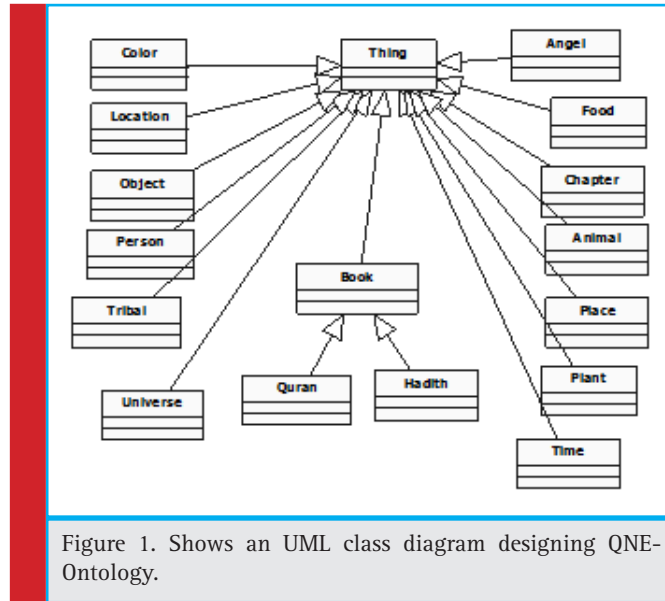 Color
Thing
Angel
Location
Food
Object
Chapter
Person
Animal
Book
Tribal
Place
Quran
Hadith
Plant
Universe
Time
Figure 1. Shows an UML class diagram designing QNE-
Ontology.